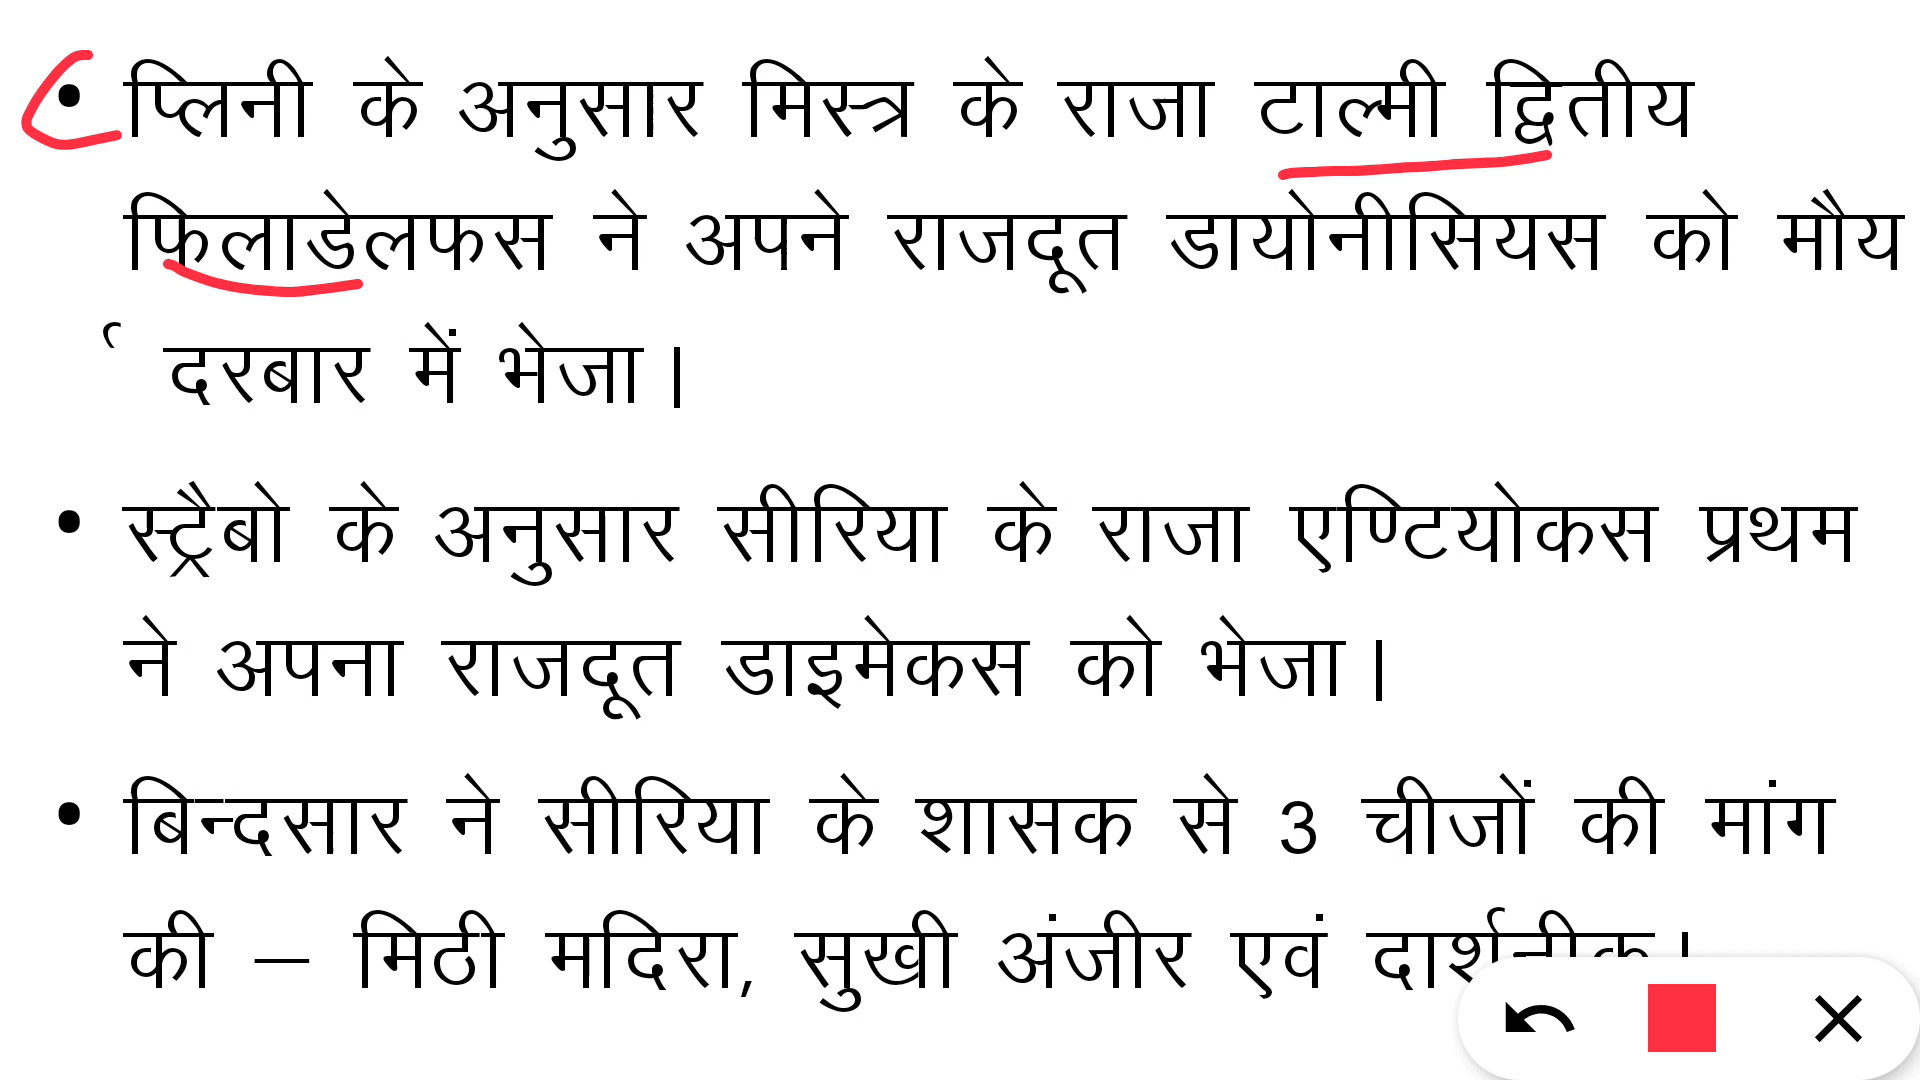 • प्लिनी के अनुसार मिस्त्र के राजा टाल्मी द्वितीय
फिलाडेलफस ने अपने राजदूत डायोनीसियस को मौय
र् दरबार में भेजा।
• स्ट्रैबो के अनुसार सीरिया के राजा एण्टियोकस प्रथम
ने अपना राजदूत डाइमेकस को भेजा।
• बिन्दसार ने सीरिया के शासक से 3 चीजों की मांग
की – मिठी मदिरा, सुखी अंजीर एवं दार्शनीक।